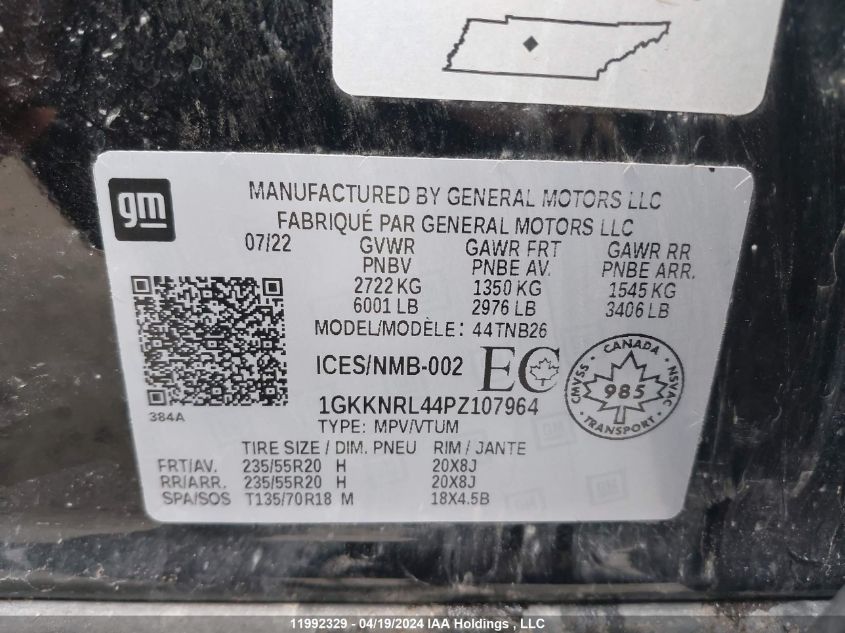 gm
MANUFACTURED BY GENERAL MOTORS LLC
FABRIQUÉ PAR GENERAL MOTORS LLC
07/22 GVWR GAWR FRT GAWR RR
PNBV PNBE AV. PNBE ARR.
2722 KG 1350 KG 1545 KG
6001 LB 2976 LB 3406 LB
MODEL/MODÈLE: 44TNB26
ICES/NMB-002 EC
CANADA
CMVSS 985 NSVAC
TRANSPORT
384A
1GKKNRL44PZ107964
TYPE: MPV/VTUM
TIRE SIZE / DIM. PNEU RIM / JANTE
FRT/AV. 235/55R20 H 20X8J
RR/ARR. 235/55R20 H 20X8J
SPA/SOS T135/70R18 M 18X4.5B
11992329 - 04/19/2024 IAA Holdings , LLC